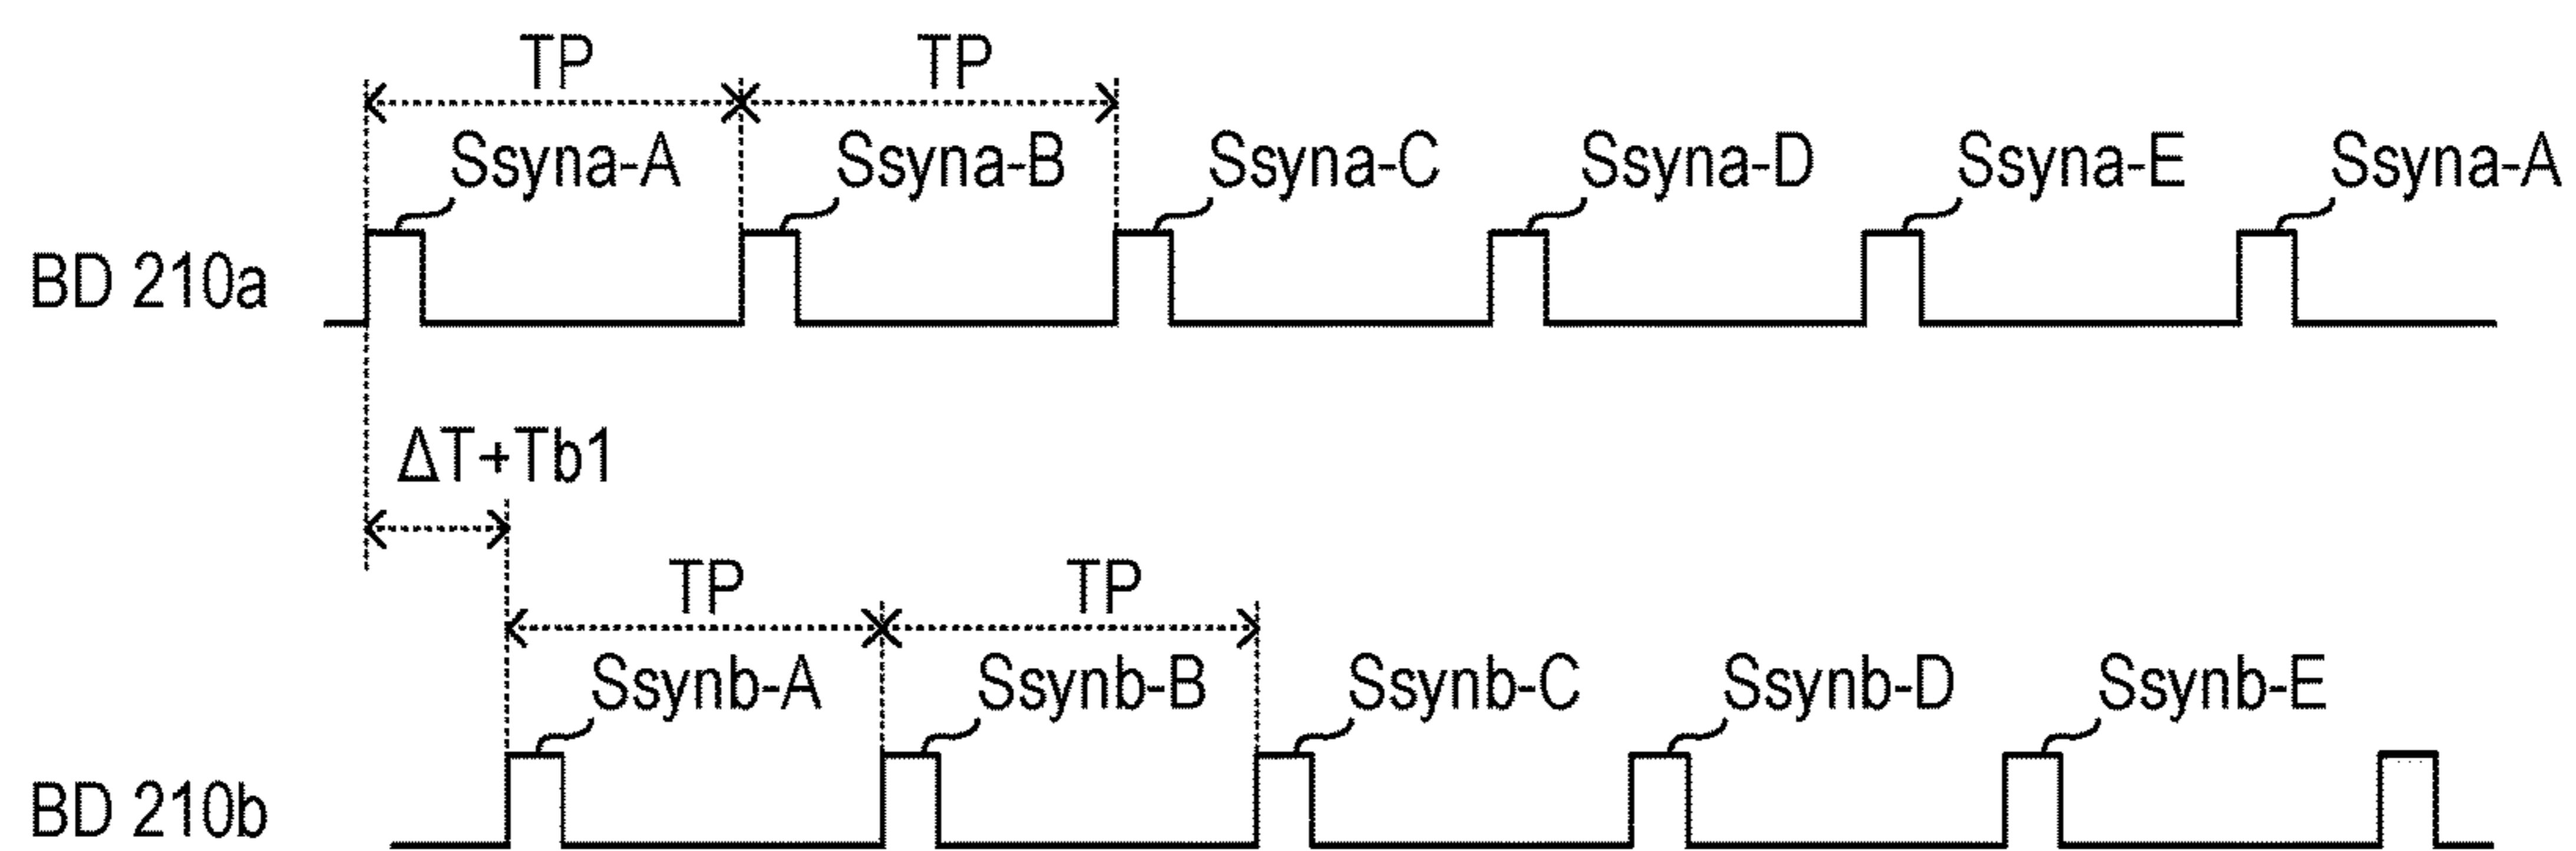 TP TP
Ssyna-A Ssyna-B Ssyna-C Ssyna-D Ssyna-E Ssyna-A
BD 210a
ΔT+Tb1
TP TP
Ssynb-A Ssynb-B Ssynb-C Ssynb-D Ssynb-E
BD 210b